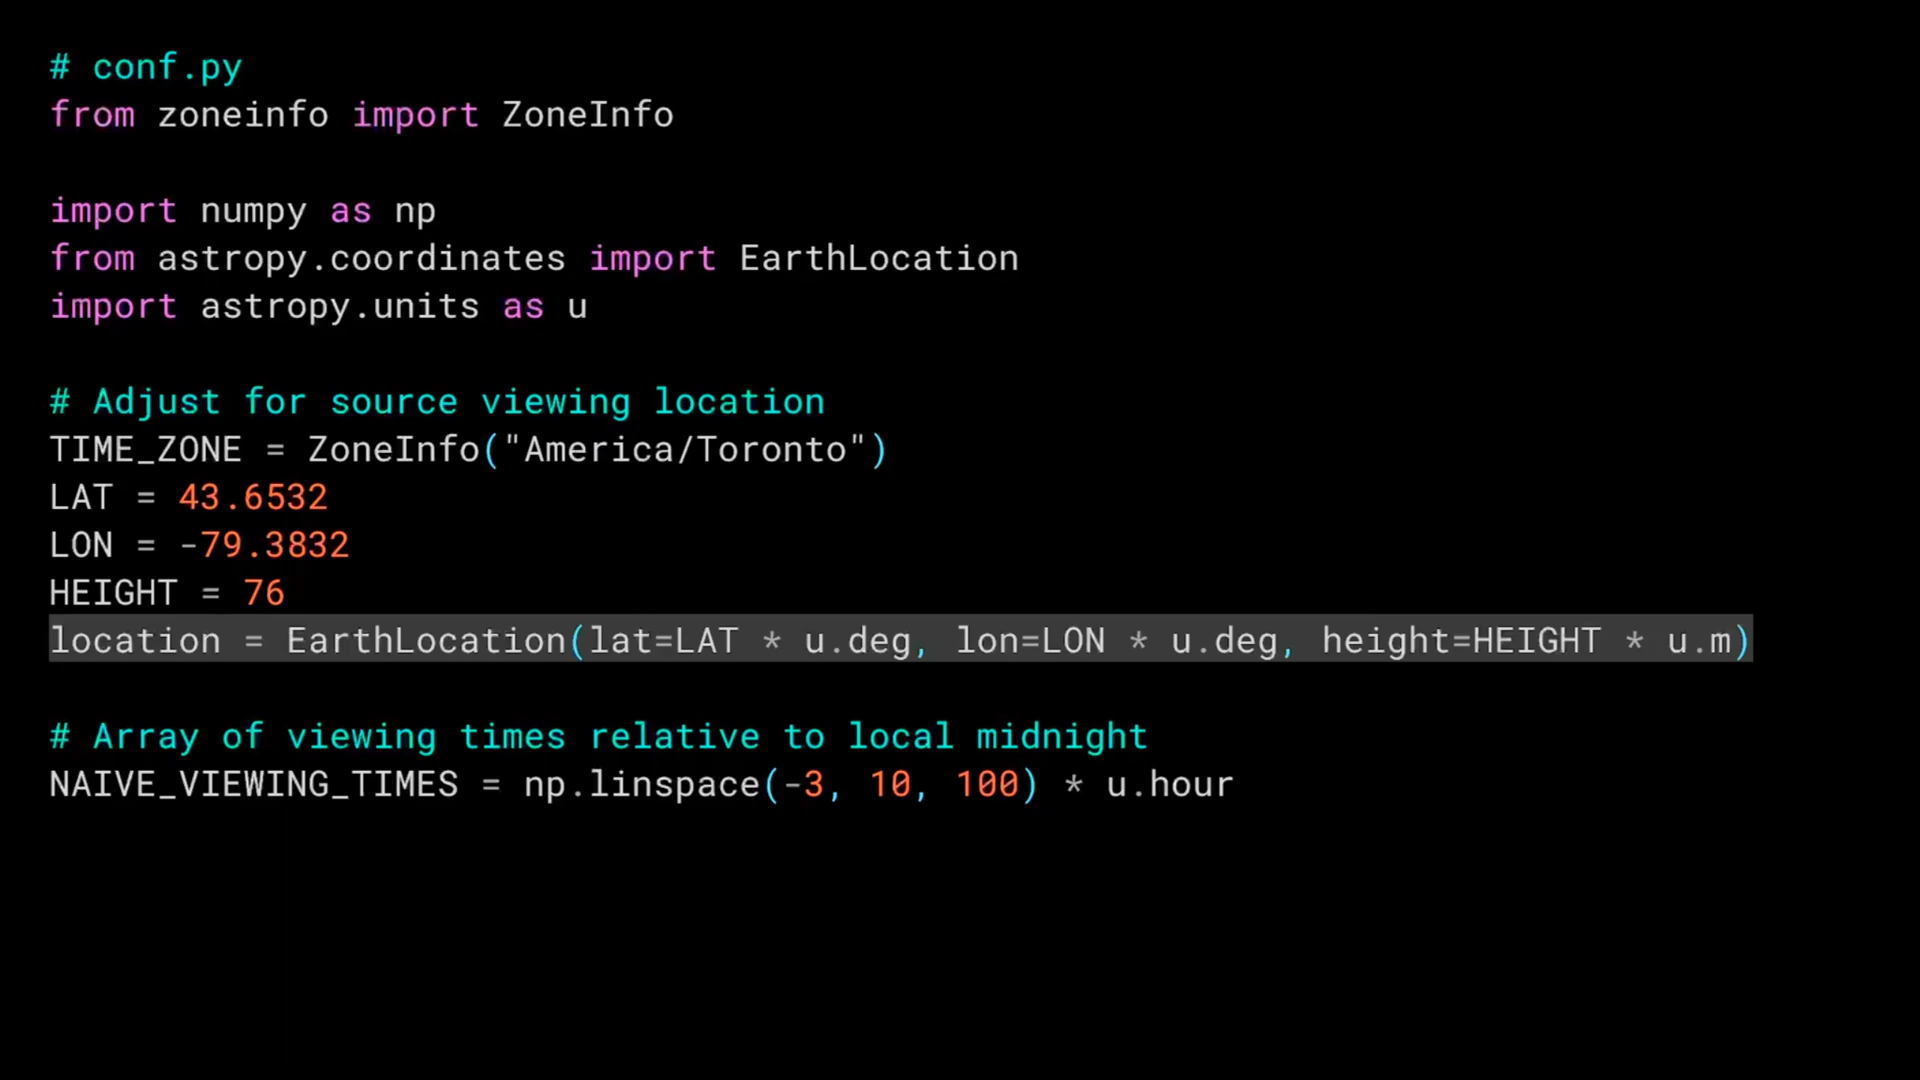 # conf.py
from zoneinfo import ZoneInfo
import numpy as np
from astropy.coordinates import EarthLocation
import astropy.units as u
# Adjust for source viewing location
TIME_ZONE = ZoneInfo("America/Toronto")
LAT = 43.6532
LON = -79.3832
HEIGHT = 76
location = EarthLocation(lat=LAT * u.deg, lon=LON * u.deg, height=HEIGHT * u.m)
# Array of viewing times relative to local midnight
NAIVE_VIEWING_TIMES = np.linspace(-3, 10, 100) * u.hour